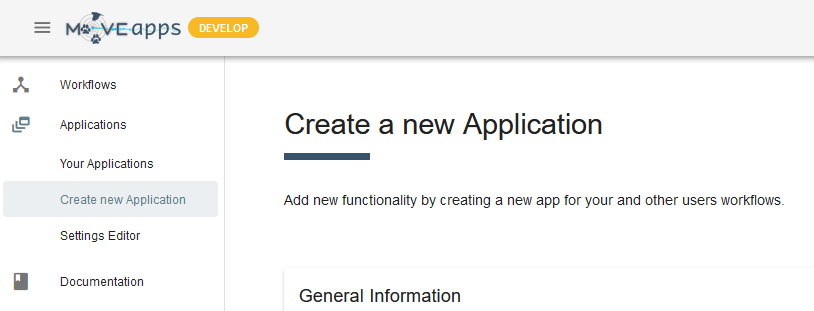 MOVEapps DEVELOP
Workflows
Applications
Your Applications
Create new Application
Settings Editor
Documentation
Create a new Application
Add new functionality by creating a new app for your and other users workflows.
General Information